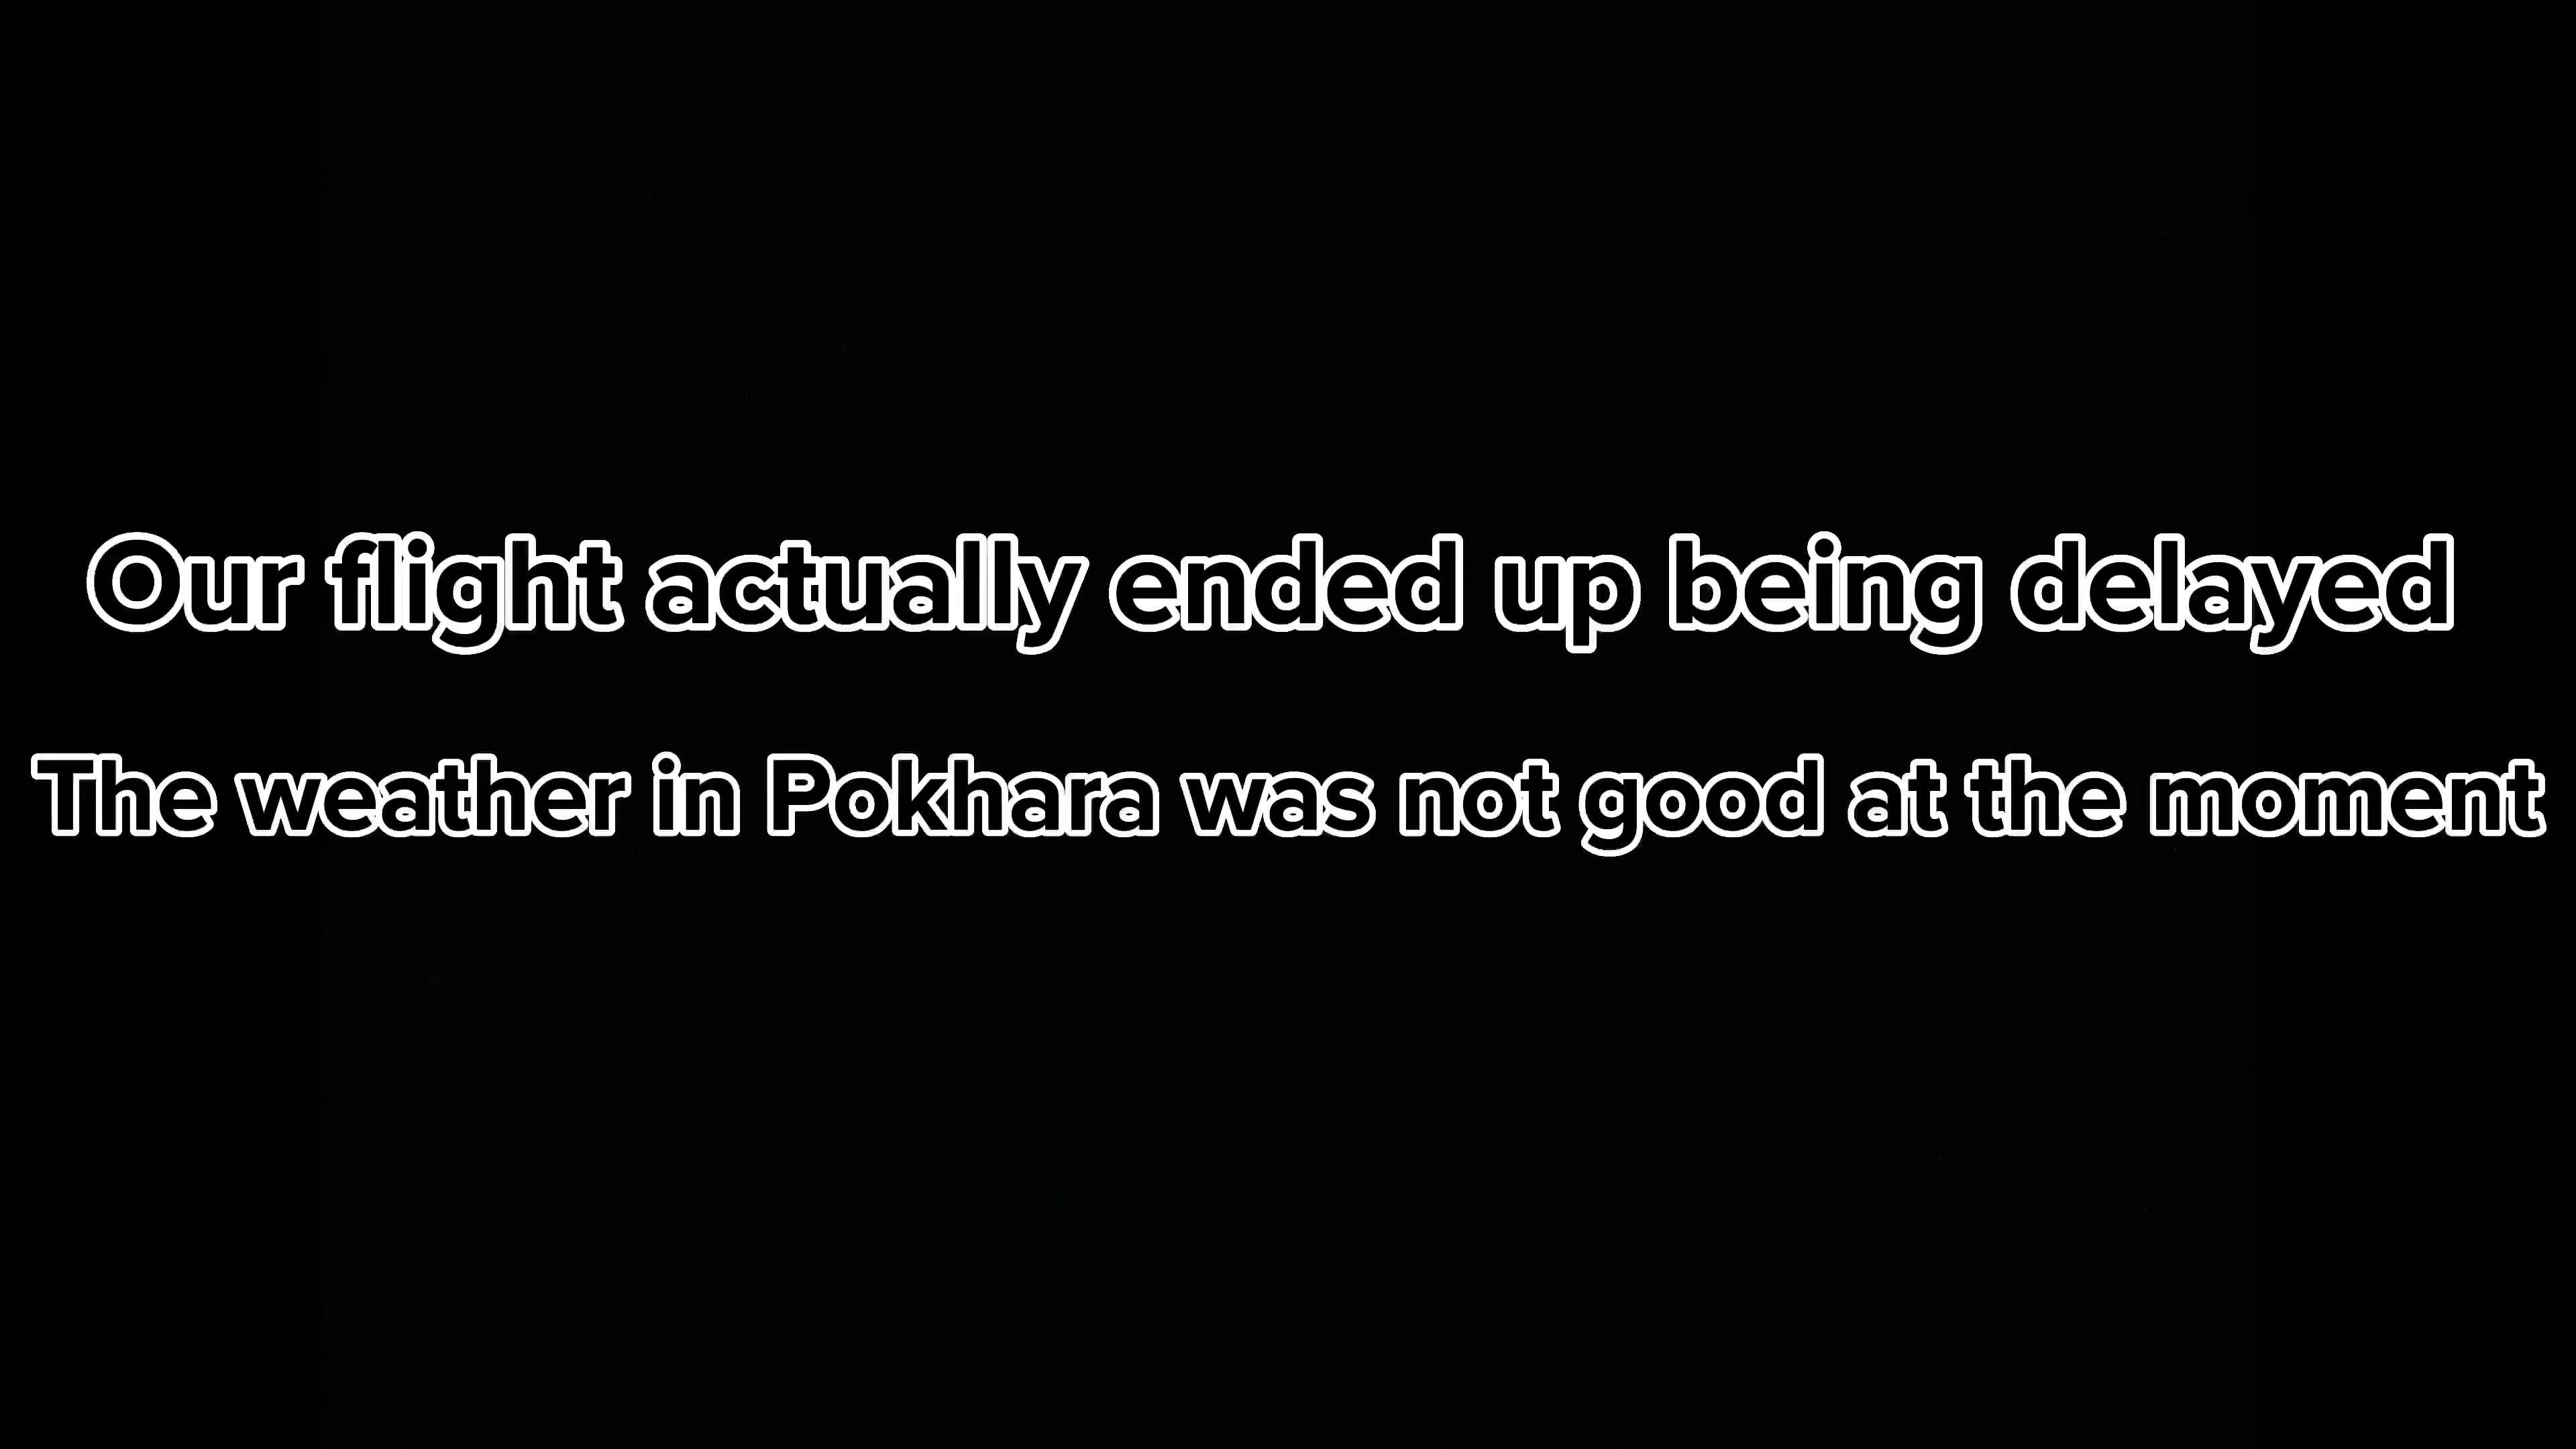 Our flight actually ended up being delayed
The weather in Pokhara was not good at the moment